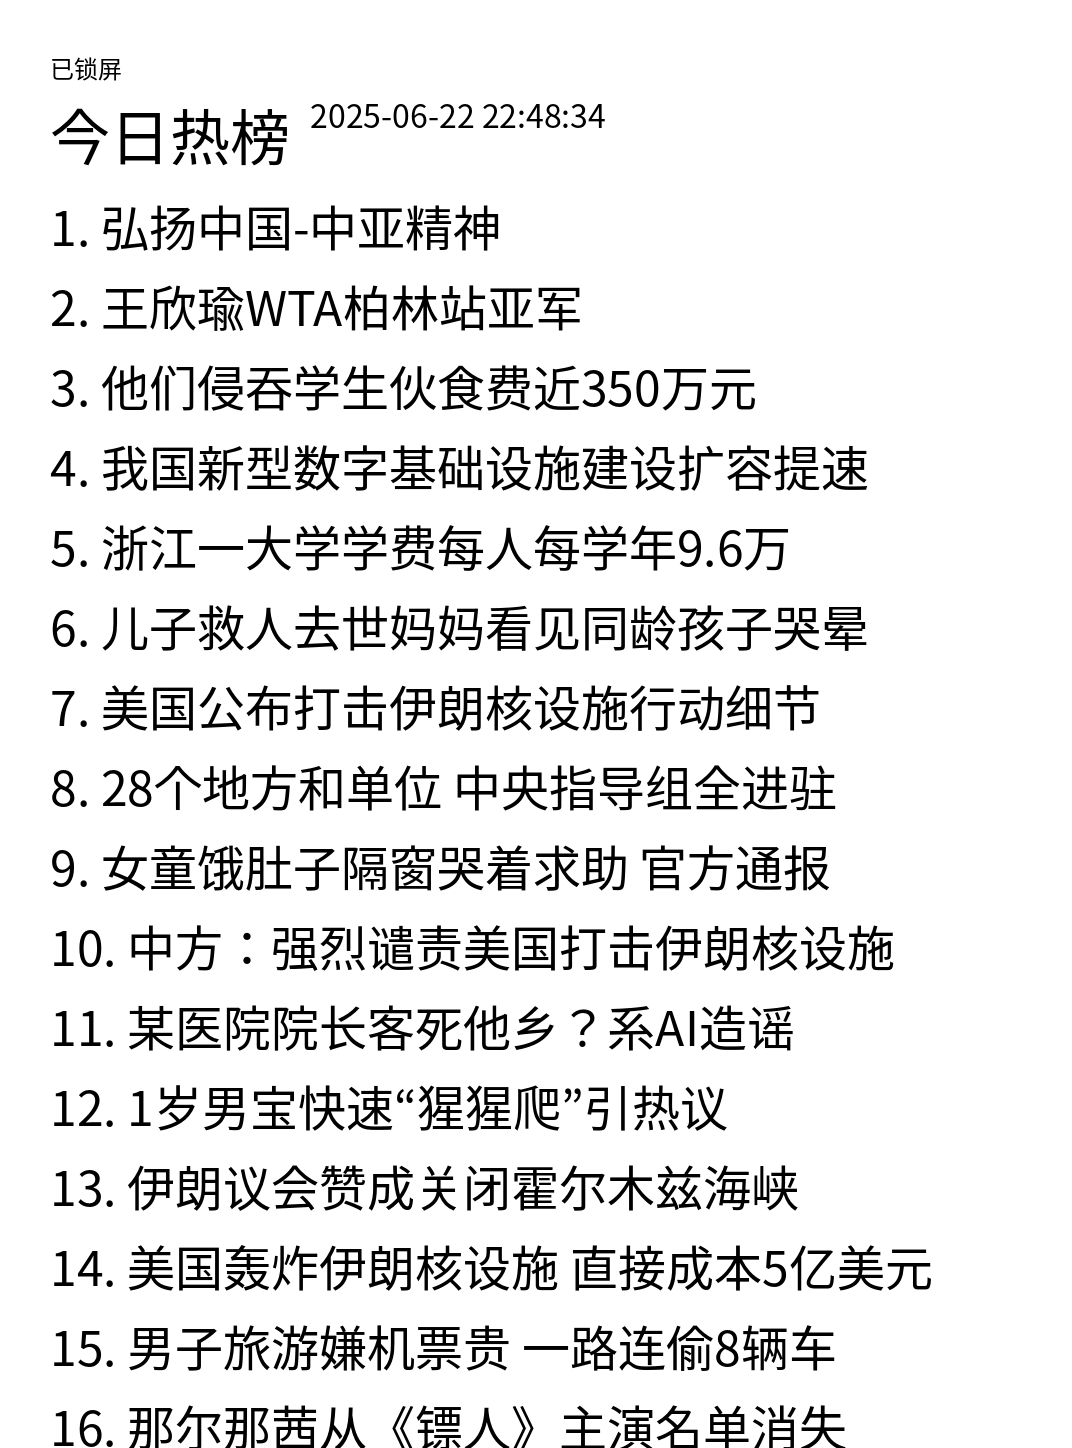 已锁屏
今日热榜 2025-06-22 22:48:34
1. 弘扬中国-中亚精神
2. 王欣瑜WTA柏林站亚军
3. 他们侵吞学生伙食费近350万元
4. 我国新型数字基础设施建设扩容提速
5. 浙江一大学学费每人每学年9.6万
6. 儿子救人去世妈妈看见同龄孩子哭晕
7. 美国公布打击伊朗核设施行动细节
8. 28个地方和单位 中央指导组全进驻
9. 女童饿肚子隔窗哭着求助 官方通报
10. 中方：强烈谴责美国打击伊朗核设施
11. 某医院院长客死他乡？系AI造谣
12. 1岁男宝快速“猩猩爬”引热议
13. 伊朗议会赞成关闭霍尔木兹海峡
14. 美国轰炸伊朗核设施 直接成本5亿美元
15. 男子旅游嫌机票贵 一路连偷8辆车
16. 那尔那茜从《镖人》主演名单消失